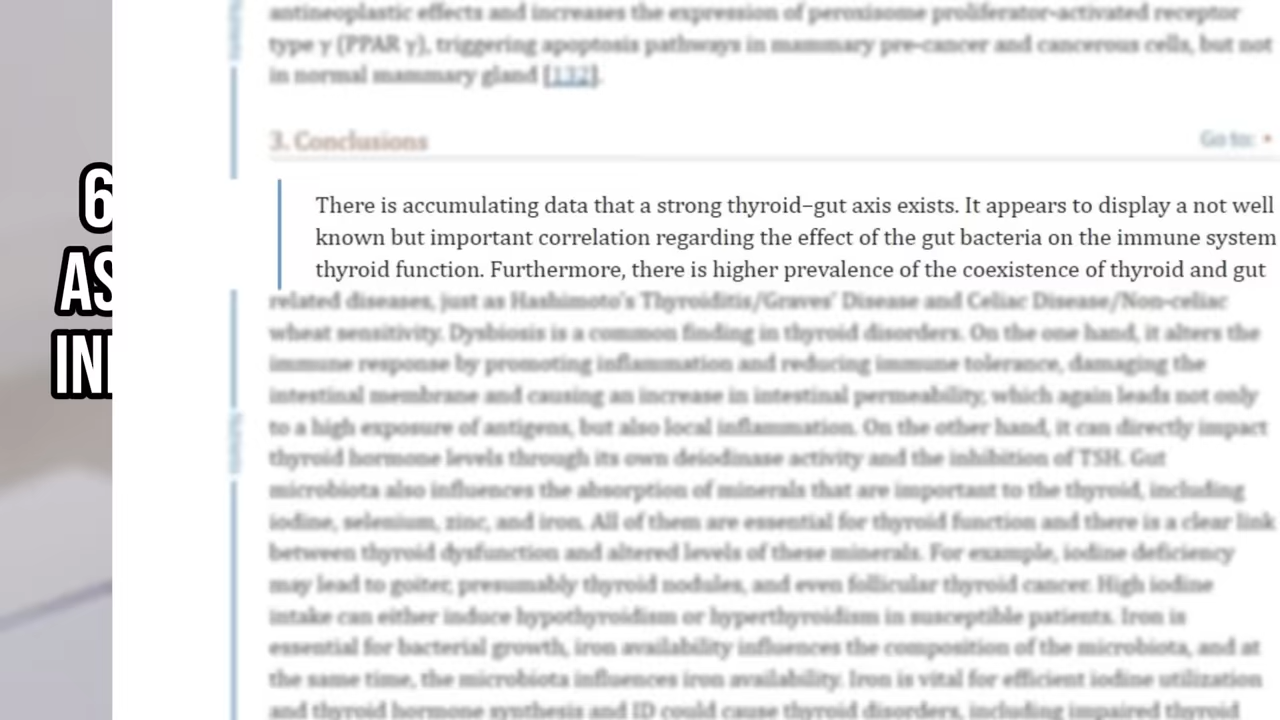 antineoplastic effects and increases the expression of peroxisome proliferator-activated receptor
type γ (PPAR γ), triggering apoptosis pathways in mammary pre-cancer and cancerous cells, but not
in normal mammary gland [132].
3. Conclusions
Go to:
6
AS
IN
There is accumulating data that a strong thyroid–gut axis exists. It appears to display a not well
known but important correlation regarding the effect of the gut bacteria on the immune system
thyroid function. Furthermore, there is higher prevalence of the coexistence of thyroid and gut
related diseases, just as Hashimoto's Thyroiditis/Graves' Disease and Celiac Disease/Non-celiac
wheat sensitivity. Dysbiosis is a common finding in thyroid disorders. On the one hand, it alters the
immune response by promoting inflammation and reducing immune tolerance, damaging the
intestinal membrane and causing an increase in intestinal permeability, which again leads not only
to a high exposure of antigens, but also local inflammation. On the other hand, it can directly impact
thyroid hormone levels through its own deiodinase activity and the inhibition of TSH. Gut
microbiota also influences the absorption of minerals that are important to the thyroid, including
iodine, selenium, zinc, and iron. All of them are essential for thyroid function and there is a clear link
between thyroid dysfunction and altered levels of these minerals. For example, iodine deficiency
may lead to goiter, presumably thyroid nodules, and even follicular thyroid cancer. High iodine
intake can either induce hypothyroidism or hyperthyroidism in susceptible patients. Iron is
essential for bacterial growth, iron availability influences the composition of the microbiota, and at
the same time, the microbiota influences iron availability. Iron is vital for efficient iodine utilization
and thyroid hormone synthesis and ID could cause thyroid disorders, including impaired thyroid